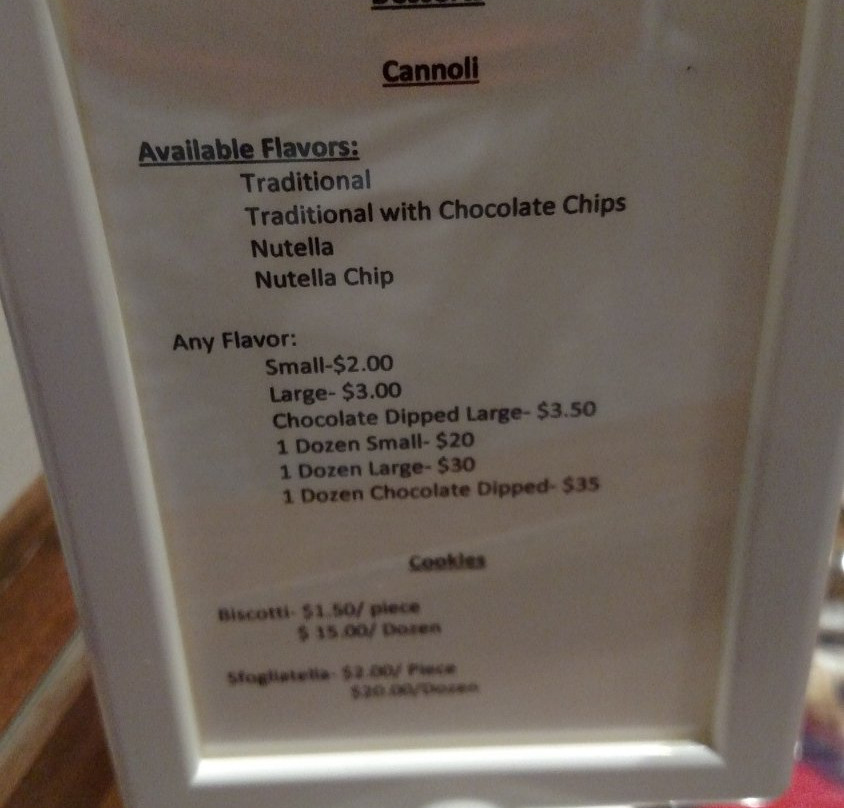 Cannoli
Available Flavors:
Traditional
Traditional with Chocolate Chips
Nutella
Nutella Chip
Any Flavor:
Small-$2.00
Large- $3.00
Chocolate Dipped Large- $3.50
1 Dozen Small- $20
1 Dozen Large- $30
1 Dozen Chocolate Dipped- $35
Cookies
Biscotti- $1.50/ piece
$ 15.00/ Dozen
Sfogliatella- $2.00/ Piece
$20.00/Dozen